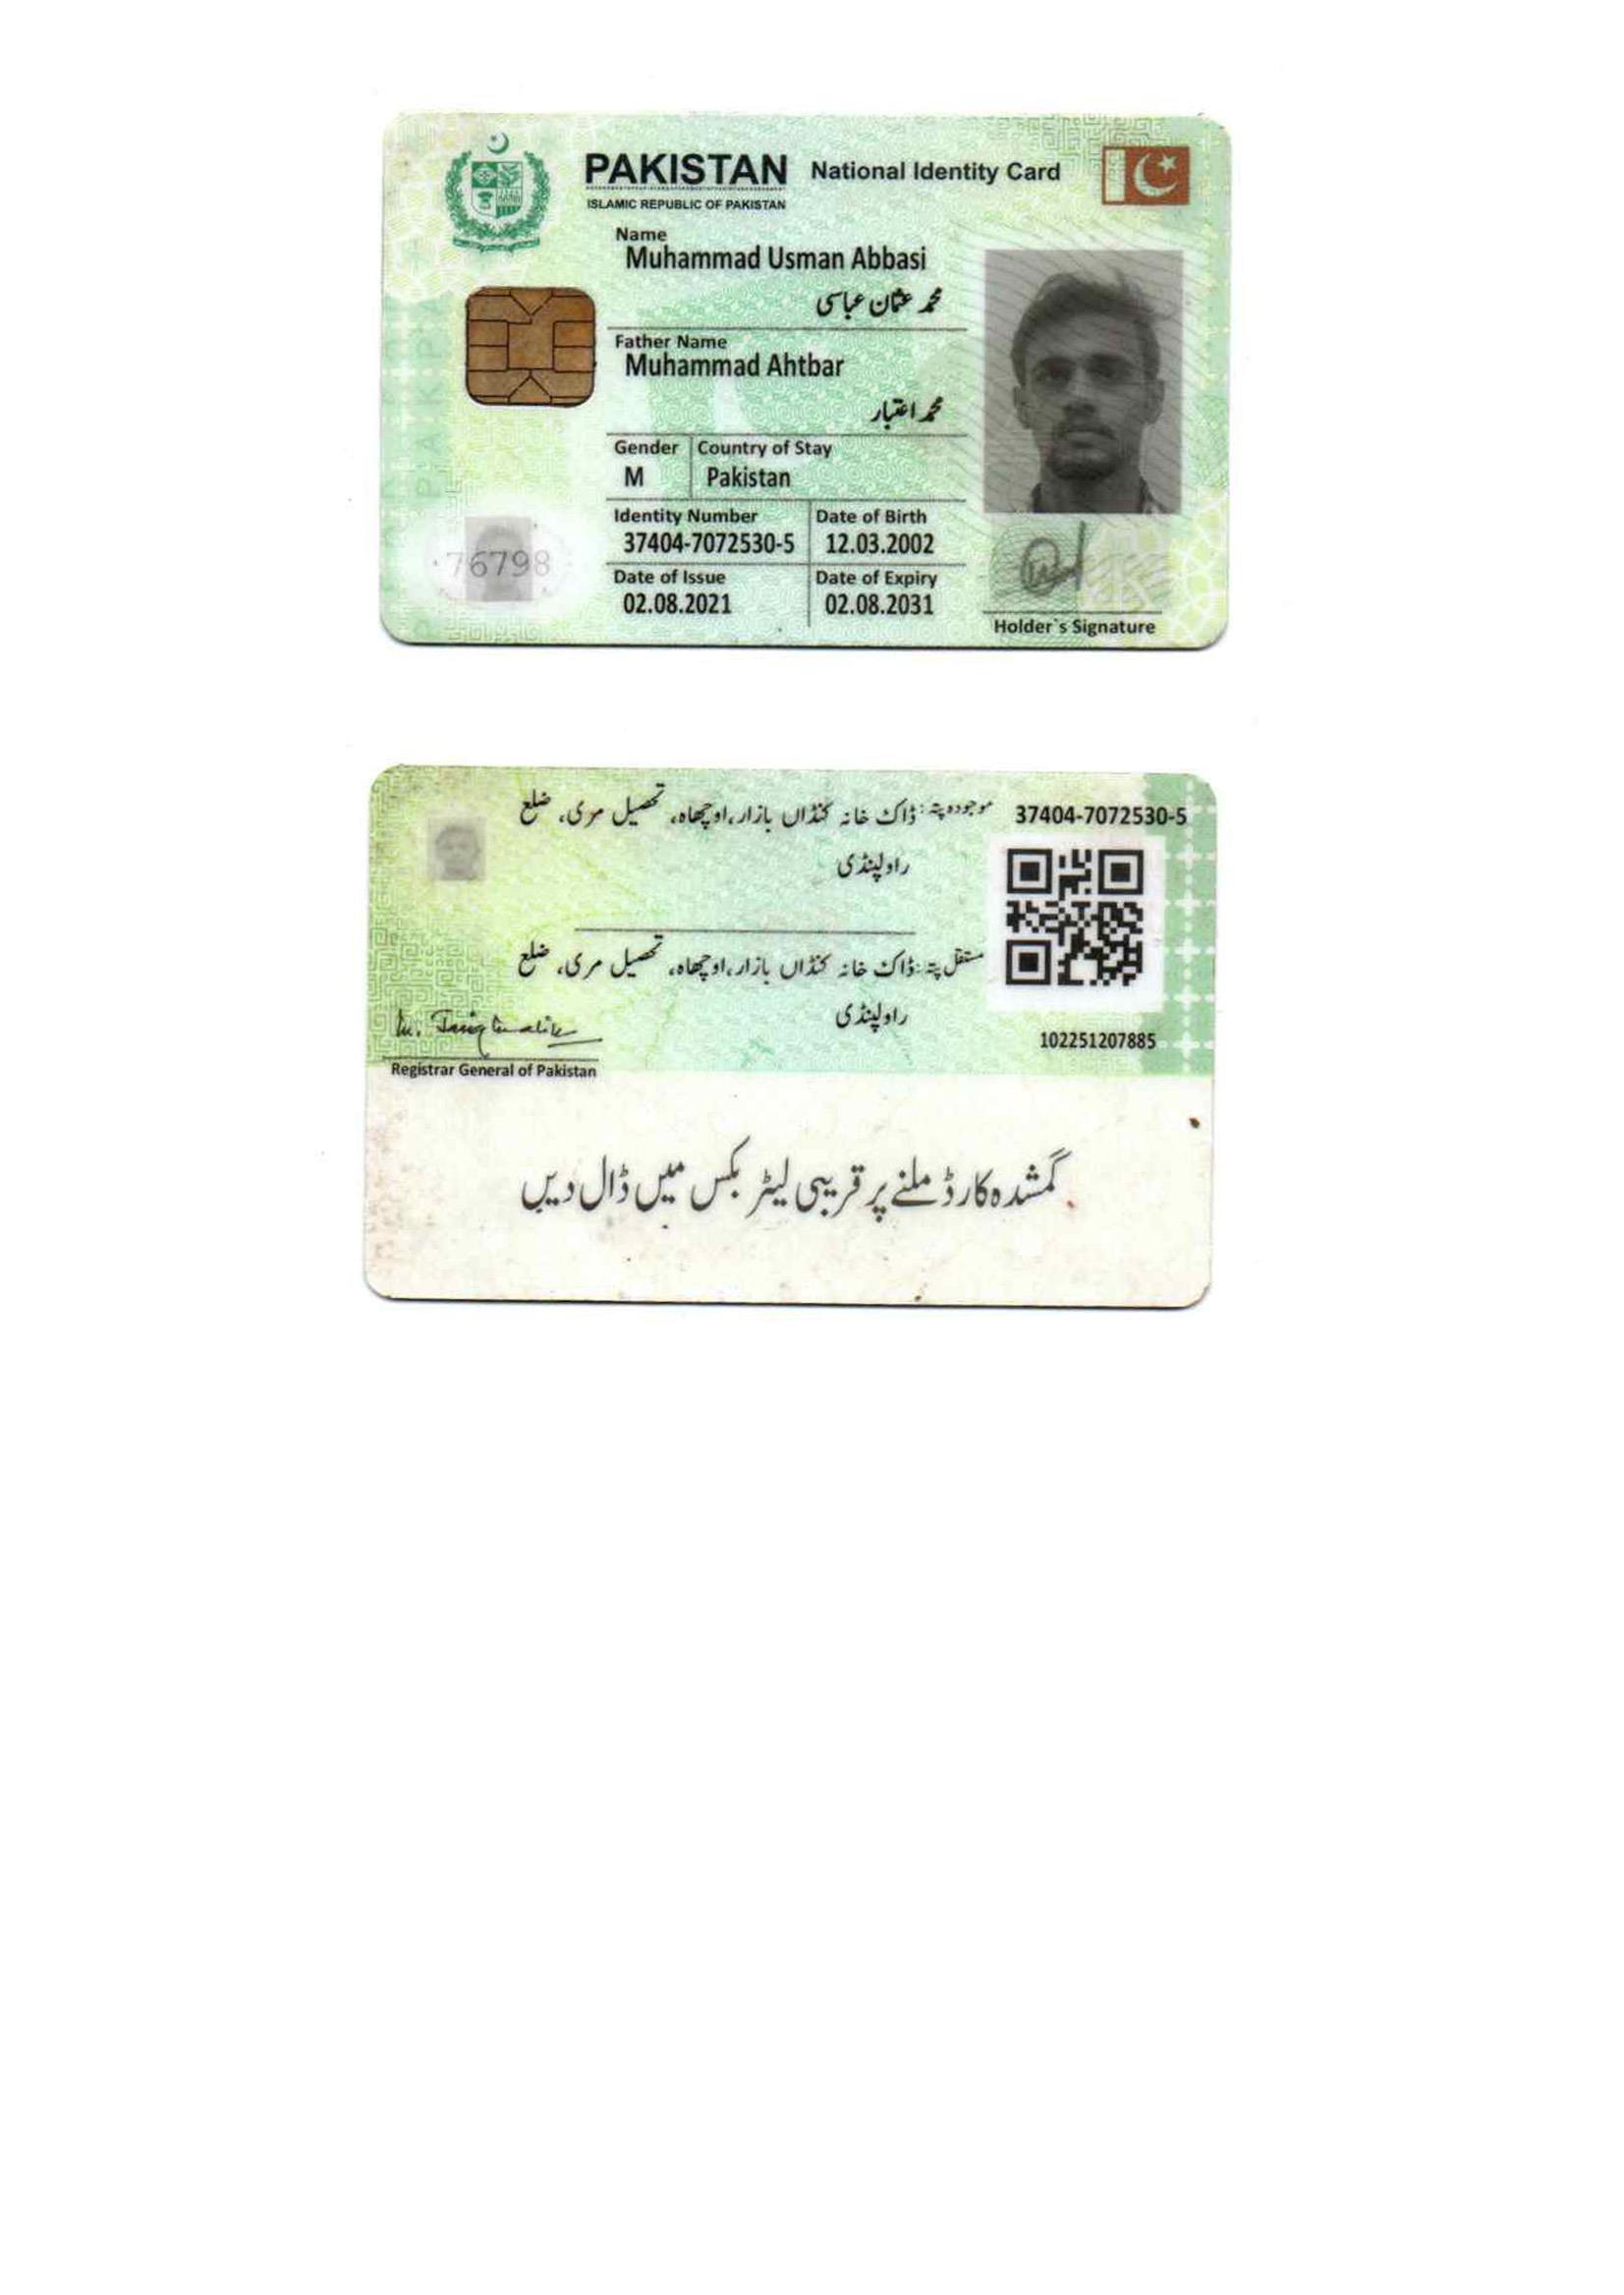 PAKISTAN National Identity Card
ISLAMIC REPUBLIC OF PAKISTAN
Name
Muhammad Usman Abbasi
محمد عثمان عباسی
Father Name
Muhammad Ahtbar
محمد اعتبار
Gender Country of Stay
M Pakistan
Identity Number Date of Birth
37404-7072530-5 12.03.2002
Date of Issue Date of Expiry
02.08.2021 02.08.2031
76798
Holder`s Signature
37404-7072530-5
موجودہ پتہ: ڈاک خانہ کنڈاں بازار، اوچھاہ، تحصیل مری، ضلع
راولپنڈی
مستقل پتہ: ڈاک خانہ کنڈاں بازار، اوچھاہ، تحصیل مری، ضلع
راولپنڈی
102251207885
Registrar General of Pakistan
گمشدہ کارڈ ملنے پر قریبی لیٹر بکس میں ڈال دیں